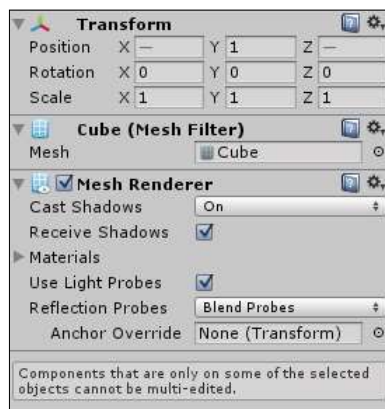 Transform
Position X — Y 1 Z —
Rotation X 0 Y 0 Z 0
Scale X 1 Y 1 Z 1
Cube (Mesh Filter)
Mesh Cube
Mesh Renderer
Cast Shadows On
Receive Shadows
Materials
Use Light Probes
Reflection Probes Blend Probes
Anchor Override None (Transform)
Components that are only on some of the selected
objects cannot be multi-edited.